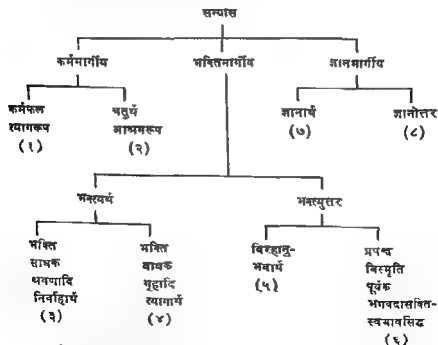 सन्यास
कर्ममार्गीय भक्तिमार्गीय ज्ञानमार्गीय
कर्मफल
त्यागरूप
(१)
चतुर्थ
आश्रमरूप
(२)
ज्ञानार्थ
(७)
ज्ञानोत्तर
(८)
भक्त्यर्थ भक्त्युत्तर
भक्ति
साधक
श्रवणादि
निर्वाहार्थ
(३)
भक्ति
बाधक
गृहादि
त्यागार्थ
(४)
विरहानु-
भवार्थ
(५)
प्रपञ्च
विस्मृति
पूर्वक
भगवदासक्ति-
स्वभावसिद्ध
(६)